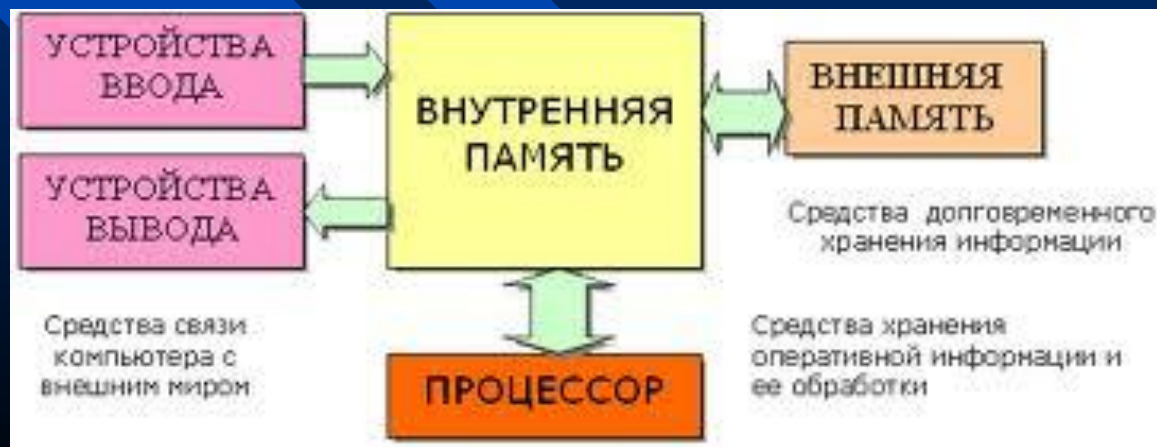 УСТРОЙСТВА
ВВОДА
ВНУТРЕННЯЯ
ПАМЯТЬ
ВНЕШНЯЯ
ПАМЯТЬ
УСТРОЙСТВА
ВЫВОДА
Средства долговременного
хранения информации
Средства связи
компьютера с
внешним миром
ПРОЦЕССОР
Средства хранения
оперативной информации и
ее обработки